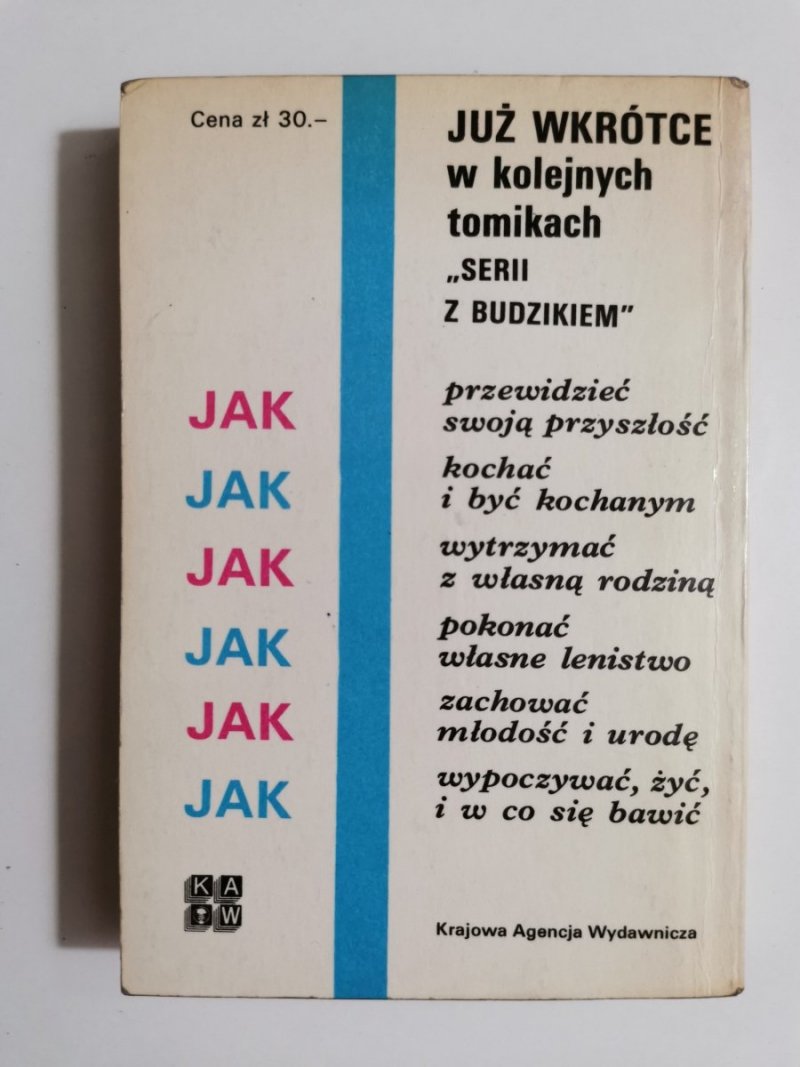 Cena zł 30.–
JUŻ WKRÓTCE
w kolejnych
tomikach
„SERII
Z BUDZIKIEM”
JAK przewidzieć
swoją przyszłość
JAK kochać
i być kochanym
JAK wytrzymać
z własną rodziną
JAK pokonać
własne lenistwo
JAK zachować
młodość i urodę
JAK wypoczywać, żyć,
i w co się bawić
K A
W
Krajowa Agencja Wydawnicza